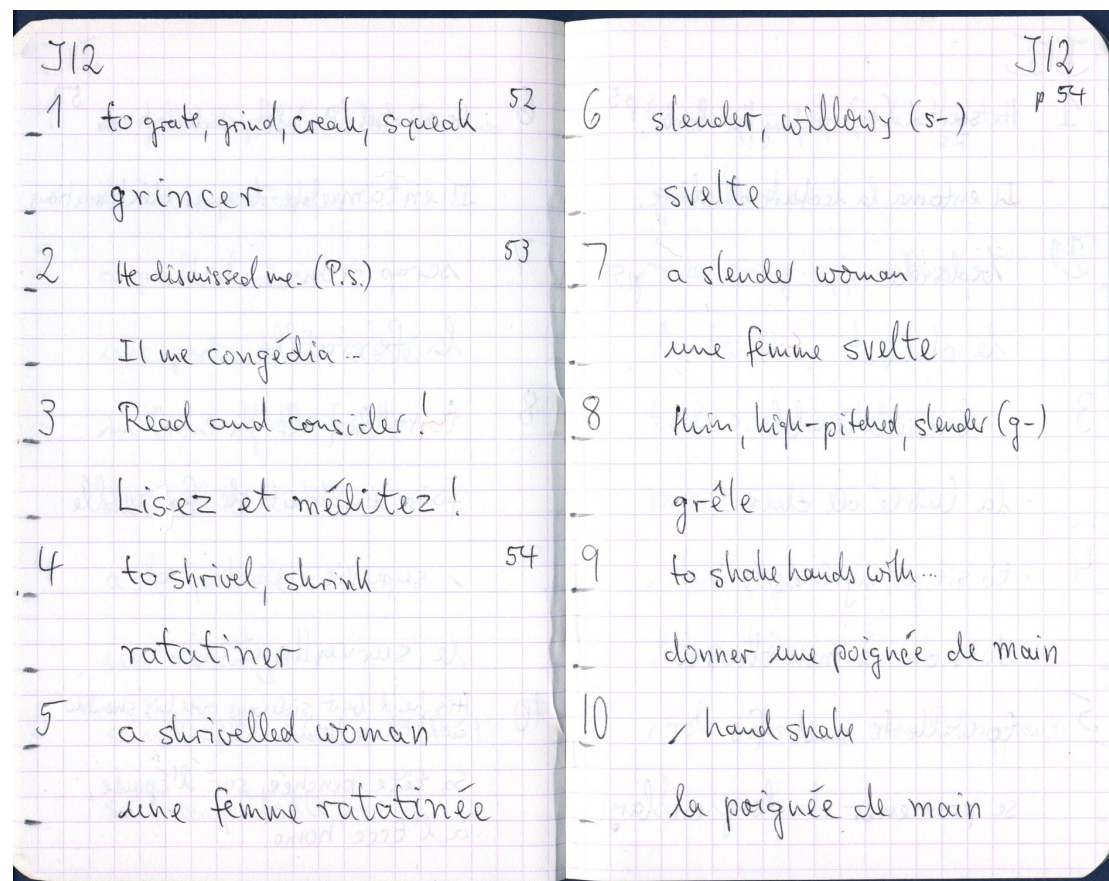 J12
1 to grate, grind, creak, squeak 52
grincer
2 He dismissed me. (P.s.) 53
Il me congédia...
3 Read and consider!
Lisez et méditez!
4 to shrivel, shrink 54
ratatiner
5 a shrivelled woman
une femme ratatinée
J12
p 54
6 slender, willowy (s-)
svelte
7 a slender woman
une femme svelte
8 thin, high-pitched, slender (g-)
grêle
9 to shake hands with...
donner une poignée de main
10 / hand shake
la poignée de main